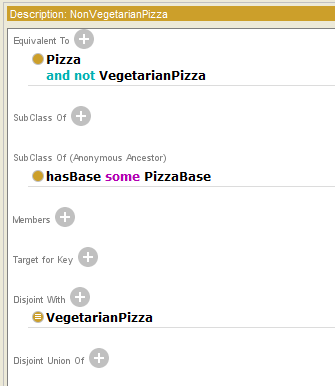 Description: NonVegetarianPizza
Equivalent To
Pizza
and not VegetarianPizza
SubClass Of
SubClass Of (Anonymous Ancestor)
hasBase some PizzaBase
Members
Target for Key
Disjoint With
VegetarianPizza
Disjoint Union Of